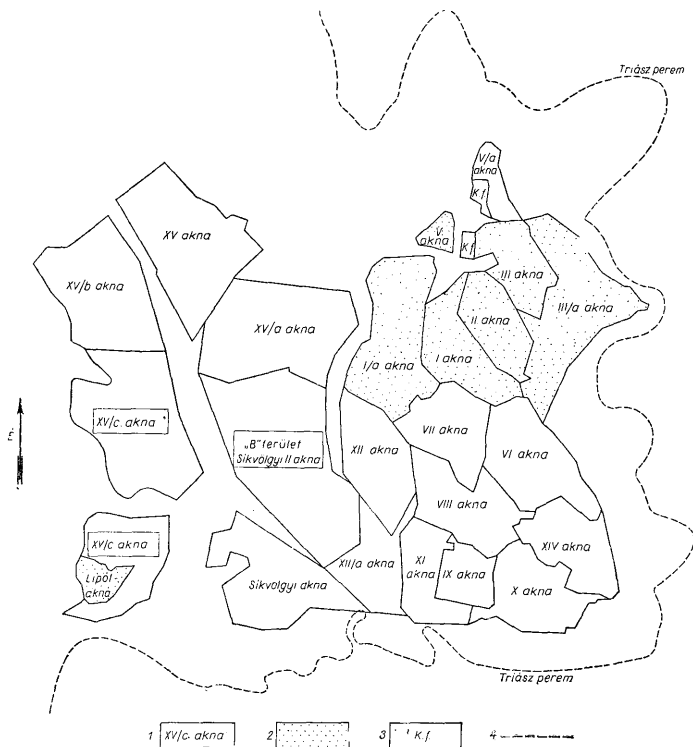 Triász perem
V/a
akna
K.f.
V.
akna
K.f.
XV akna
III akna
XV/b akna
III/a akna
II akna
XV/a akna
I/a akna
I akna
XV/c. akna
VII akna
„B" terület
Síkvölgyi II akna
XII akna
VI akna
É
VIII akna
XV/c akna
XIV akna
XI
akna
IX akna
Lipót-
akna
XII/a akna
Síkvölgyi akna
X akna
Triász perem
1 XV/c. akna
2
3 K.f.
4